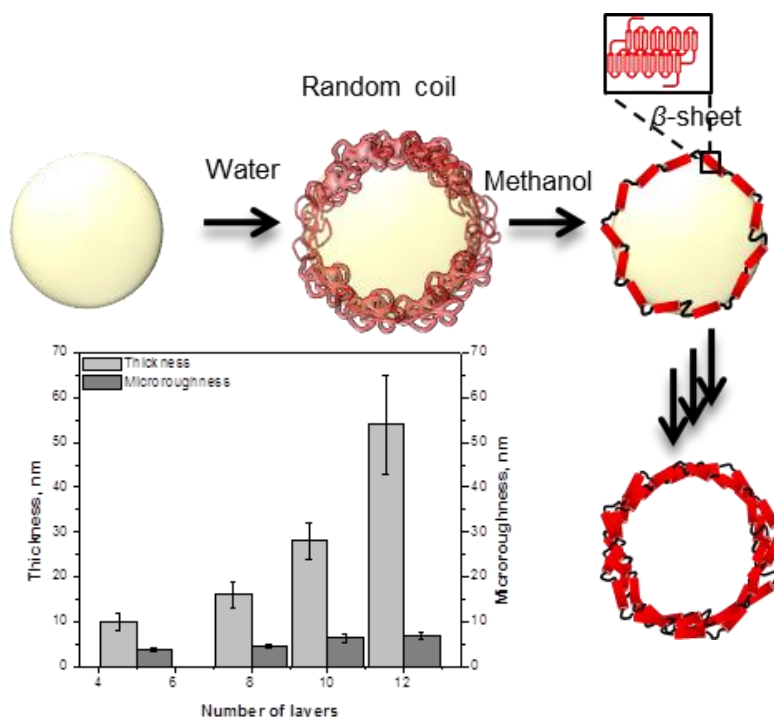 Random coil
β-sheet
Water
Methanol
70
60
50
40
30
20
10
0
Thickness, nm
Thickness
Microroughness
70
60
50
40
30
20
10
0
Microroughness, nm
4 6 8 10 12
Number of layers